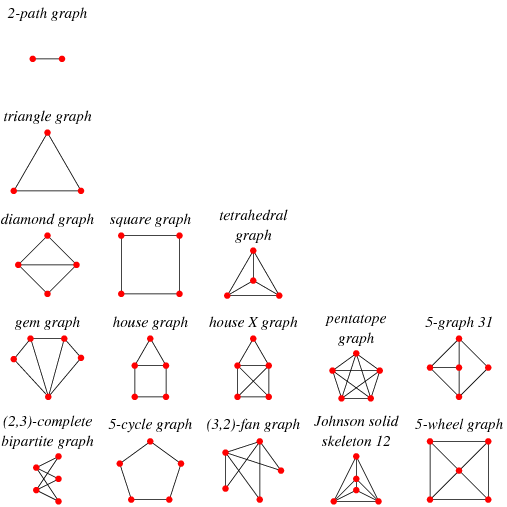 2-path graph
triangle graph
diamond graph
square graph
tetrahedral
graph
gem graph
house graph
house X graph
pentatope
graph
5-graph 31
(2,3)-complete
bipartite graph
5-cycle graph
(3,2)-fan graph
Johnson solid
skeleton 12
5-wheel graph